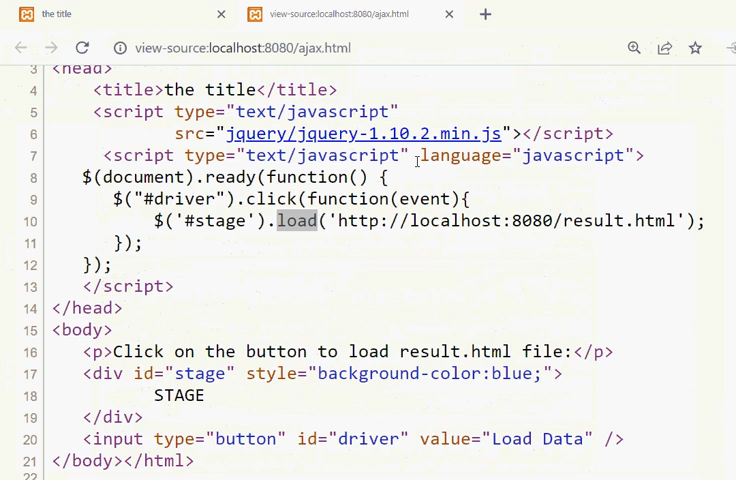 the title
view-source:localhost:8080/ajax.html
view-source:localhost:8080/ajax.html
3 <head>
4 <title>the title</title>
5 <script type="text/javascript"
6 src="jquery/jquery-1.10.2.min.js"></script>
7 <script type="text/javascript" language="javascript">
8 $(document).ready(function() {
9 $("#driver").click(function(event){
10 $('#stage').load('http://localhost:8080/result.html');
11 });
12 });
13 </script>
14 </head>
15 <body>
16 <p>Click on the button to load result.html file:</p>
17 <div id="stage" style="background-color:blue;">
18 STAGE
19 </div>
20 <input type="button" id="driver" value="Load Data" />
21 </body></html>
22